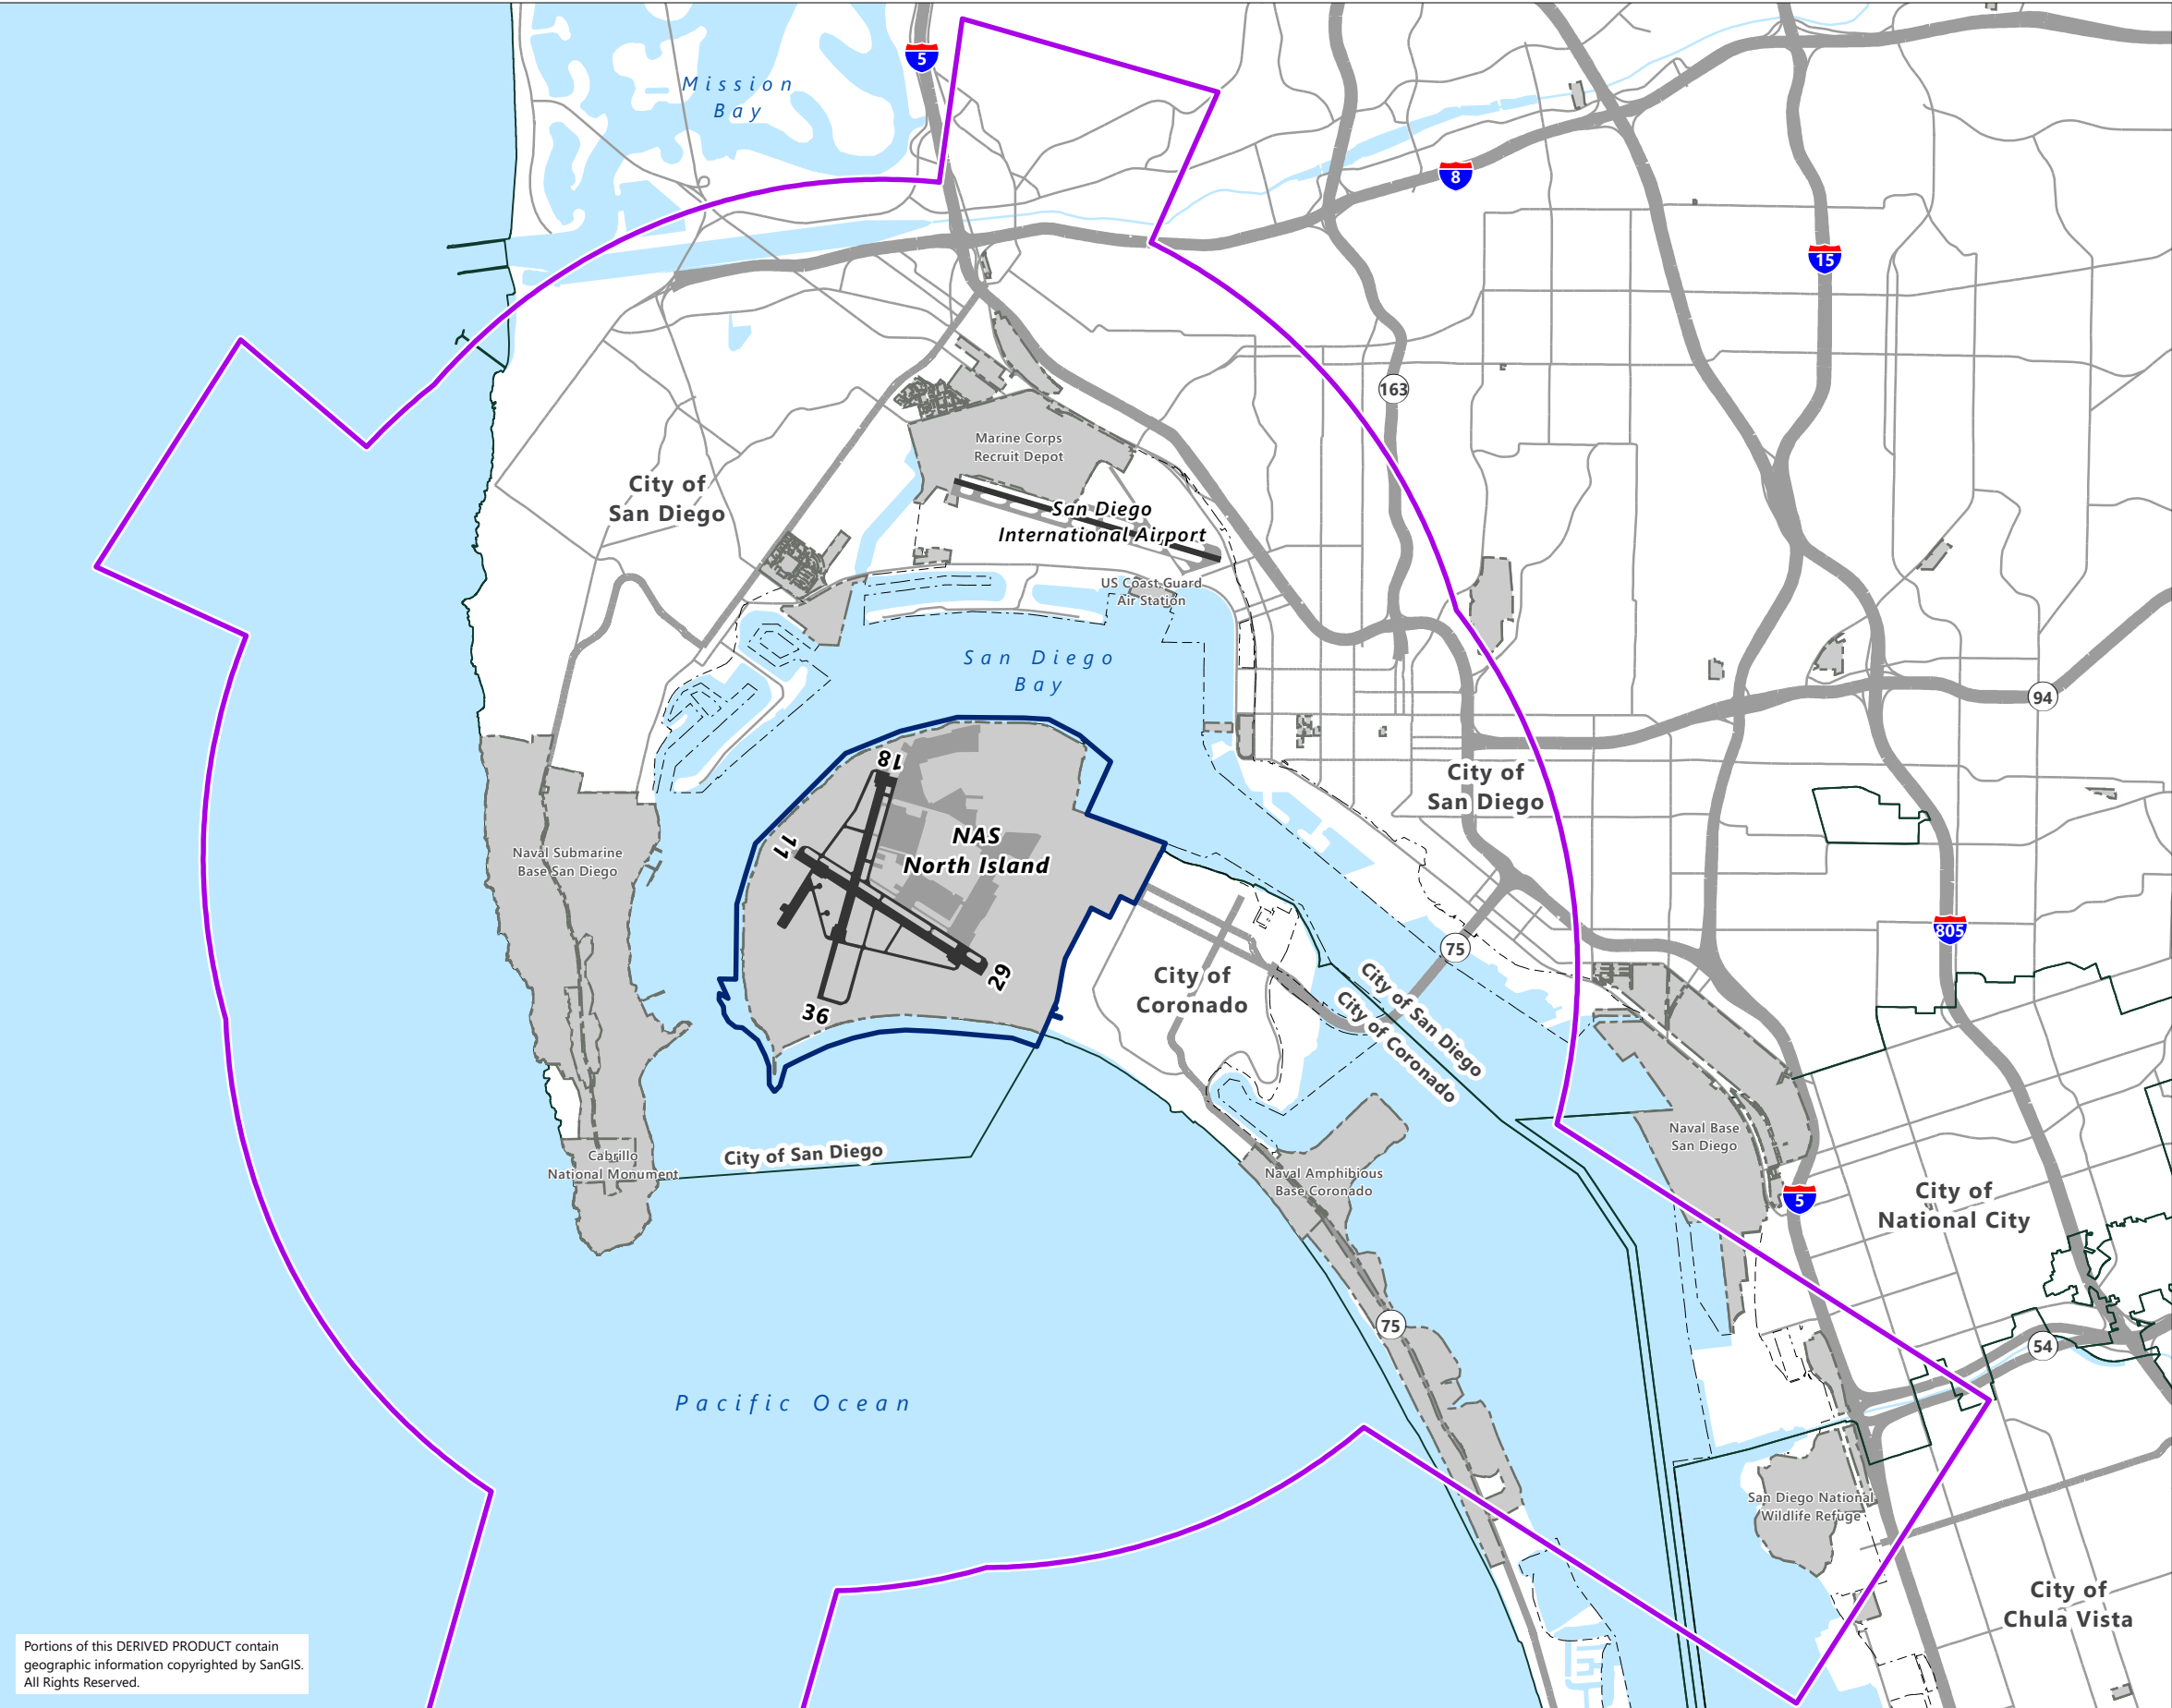 5
Mission
Bay
8
15
163
Marine Corps
Recruit Depot
City of
San Diego
San Diego
International Airport
US Coast Guard
Air Station
San Diego
Bay
94
18
City of
San Diego
11
NAS
North Island
Naval Submarine
Base San Diego
805
75
29
36
City of
Coronado
City of San Diego
City of Coronado
Naval Base
San Diego
City of San Diego
Cabrillo
National Monument
Naval Amphibious
Base Coronado
5
City of
National City
75
54
Pacific Ocean
San Diego National
Wildlife Refuge
City of
Chula Vista
Portions of this DERIVED PRODUCT contain
geographic information copyrighted by SanGIS.
All Rights Reserved.